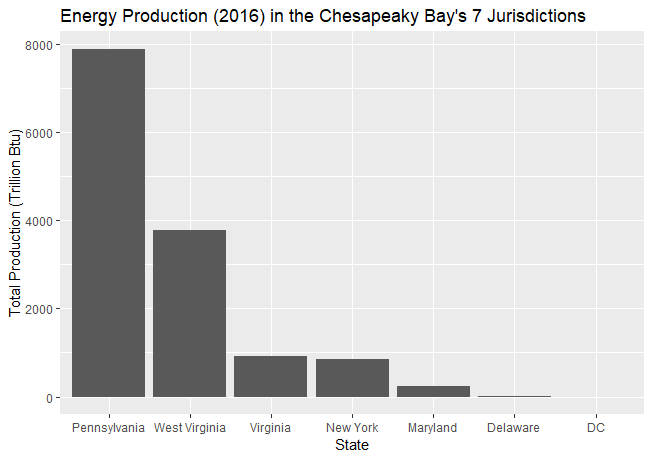 Energy Production (2016) in the Chesapeaky Bay's 7 Jurisdictions
Total Production (Trillion Btu)
8000
6000
4000
2000
0
Pennsylvania West Virginia Virginia New York Maryland Delaware DC
State